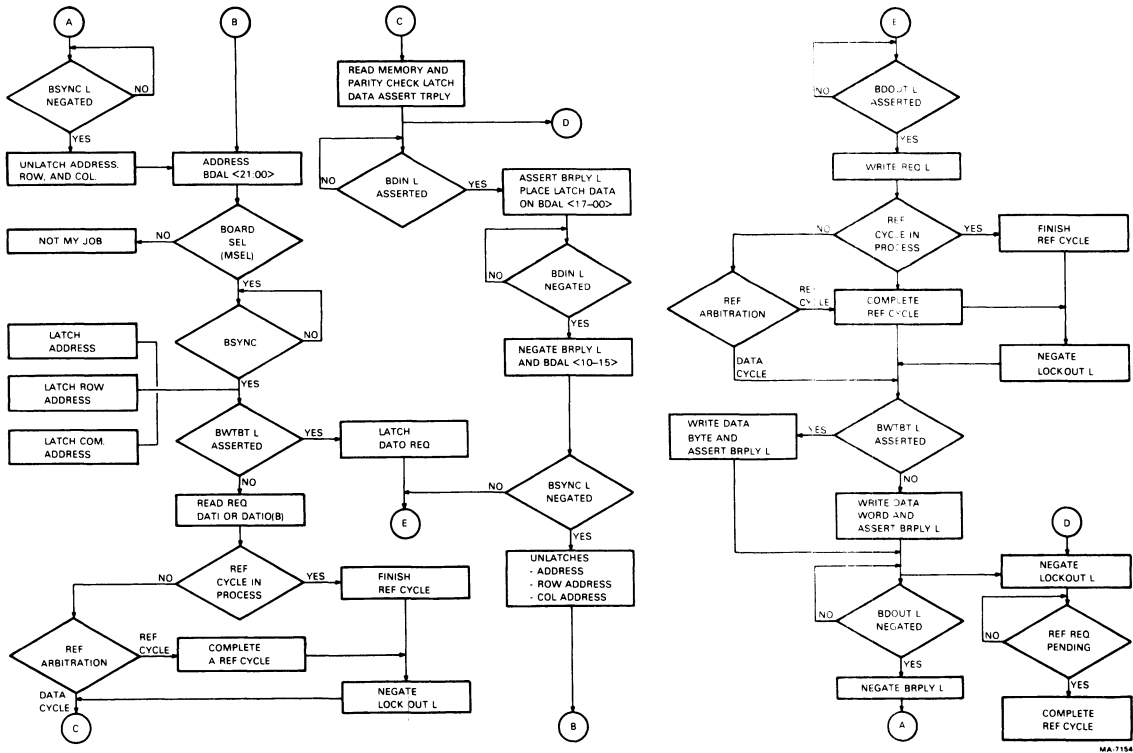 A
BSYNC L
NEGATED
NO
YES
UNLATCH ADDRESS.
ROW, AND COL.
B
ADDRESS
BDAL <21:00>
BOARD
SEL
(MSEL)
NO
NOT MY JOB
YES
BSYNC
NO
YES
LATCH
ADDRESS
LATCH ROW
ADDRESS
LATCH COM.
ADDRESS
BWTBT L
ASSERTED
YES
LATCH
DATO REQ
NO
READ REQ
DATI OR DATIO(B)
E
REF
CYCLE IN
PROCESS
NO
YES
FINISH
REF CYCLE
REF
ARBITRATION
REF
CYCLE
COMPLETE
A REF CYCLE
NEGATE
LOCK OUT L
DATA
CYCLE
C
C
READ MEMORY AND
PARITY CHECK LATCH
DATA ASSERT TRPLY
D
BDIN L
ASSERTED
NO
YES
ASSERT BRPLY L
PLACE LATCH DATA
ON BDAL <17–00>
BDIN L
NEGATED
NO
YES
NEGATE BRPLY L
AND BDAL <10–15>
BSYNC L
NEGATED
NO
YES
UNLATCHES
- ADDRESS
- ROW ADDRESS
- COL ADDRESS
B
E
BDOUT L
ASSERTED
NO
YES
WRITE REQ L
REF
CYCLE IN
PROCESS
NO
YES
FINISH
REF CYCLE
REF
ARBITRATION
REF
CYCLE
COMPLETE
REF CYCLE
NEGATE
LOCKOUT L
DATA
CYCLE
BWTBT L
ASSERTED
YES
WRITE DATA
BYTE AND
ASSERT BRPLY L
NO
WRITE DATA
WORD AND
ASSERT BRPLY L
D
NEGATE
LOCKOUT L
BDOUT L
NEGATED
NO
YES
NEGATE BRPLY L
A
REF REQ
PENDING
NO
YES
COMPLETE
REF CYCLE
MA-7154